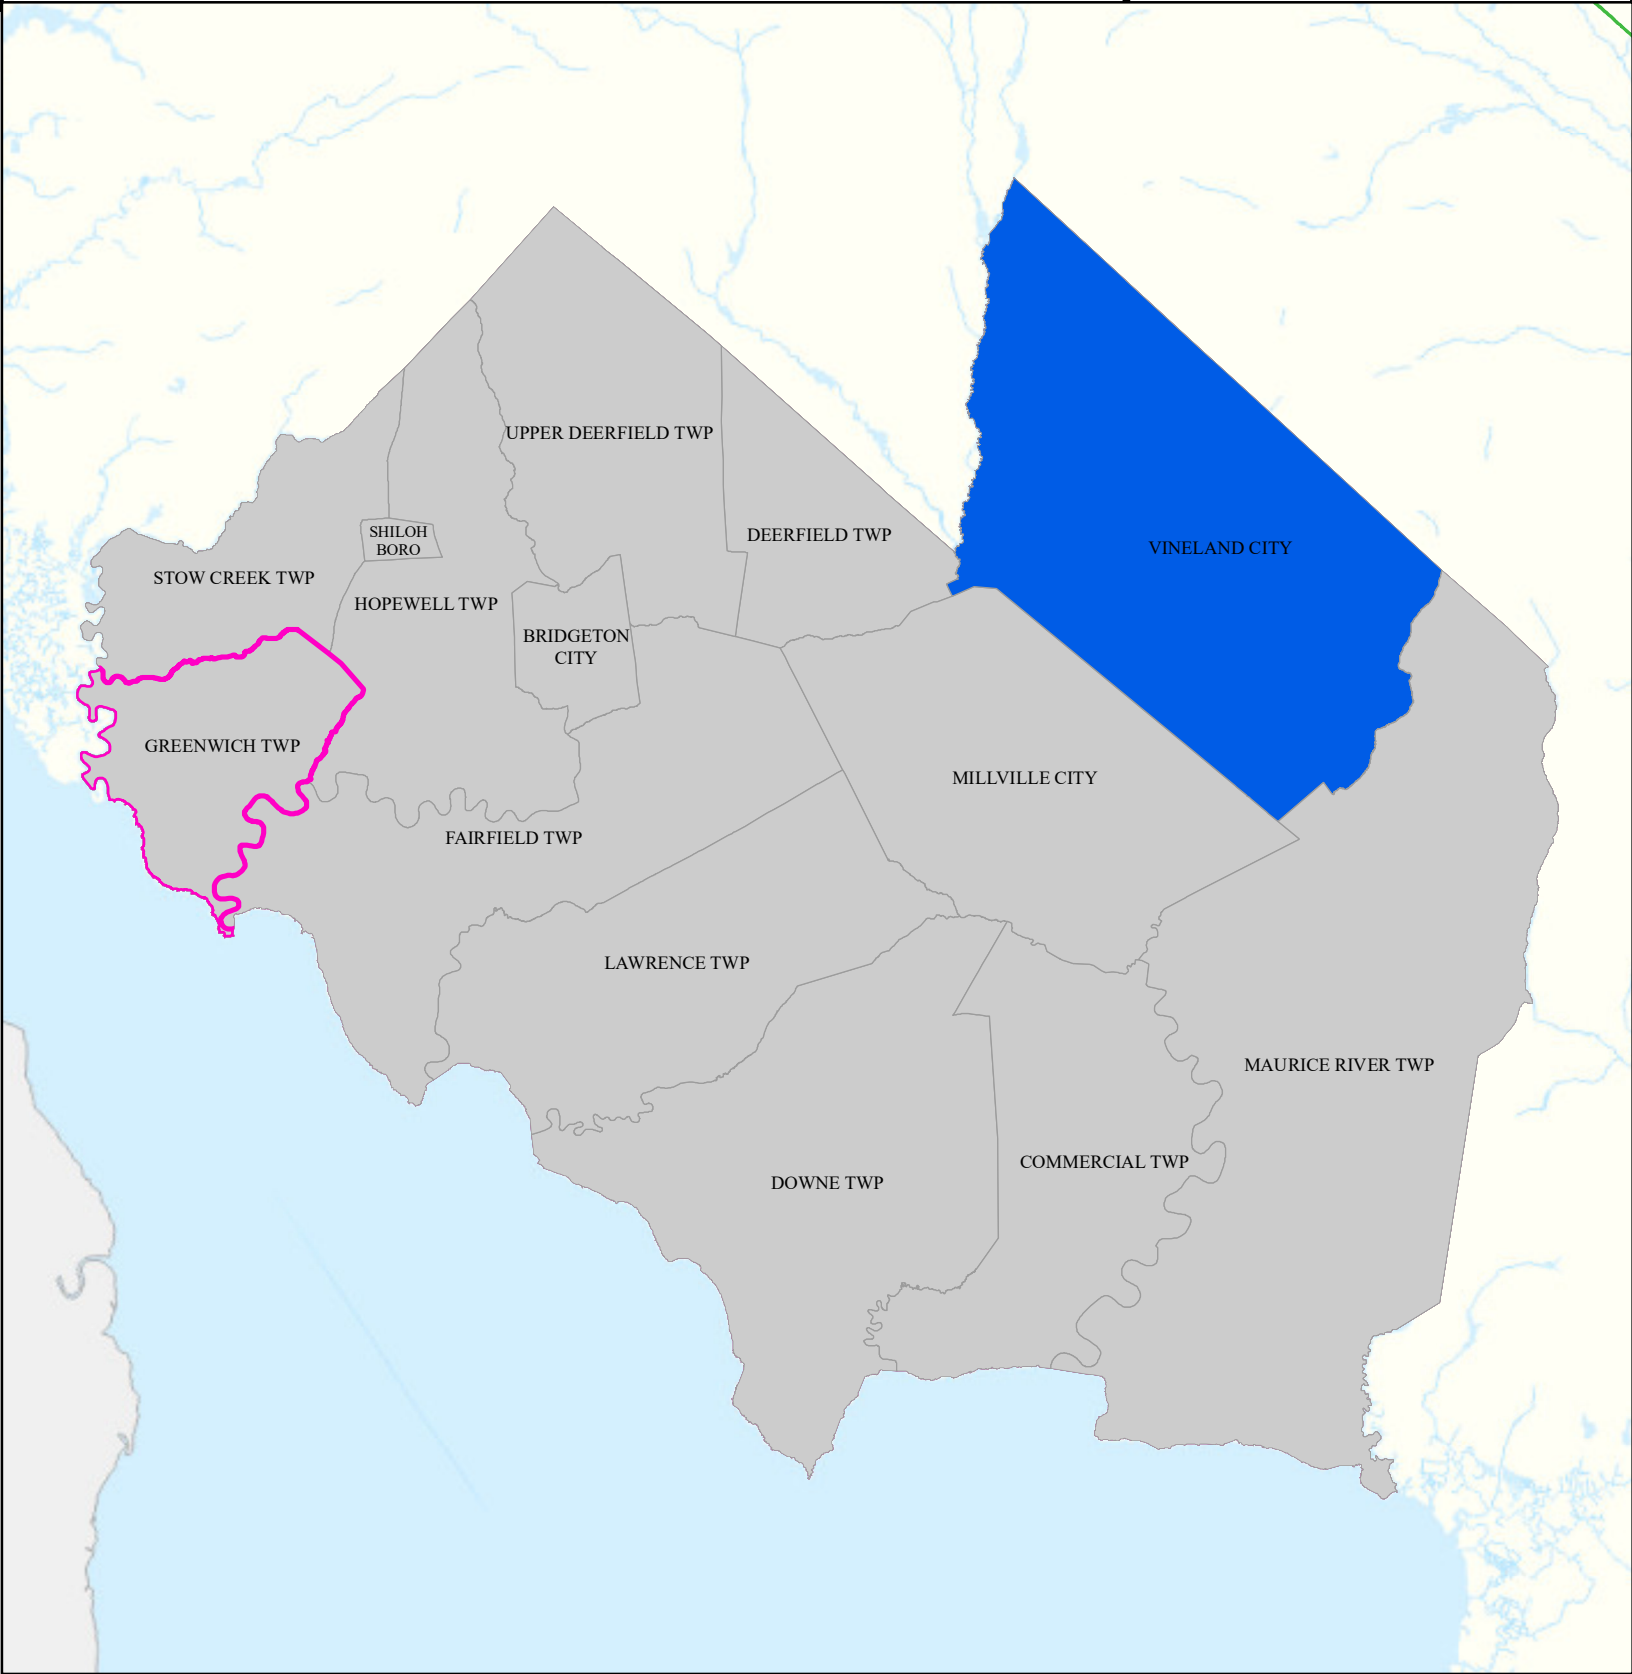 UPPER DEERFIELD TWP
SHILOH
BORO
DEERFIELD TWP
VINELAND CITY
STOW CREEK TWP
HOPEWELL TWP
BRIDGETON
CITY
GREENWICH TWP
MILLVILLE CITY
FAIRFIELD TWP
LAWRENCE TWP
MAURICE RIVER TWP
COMMERCIAL TWP
DOWNE TWP